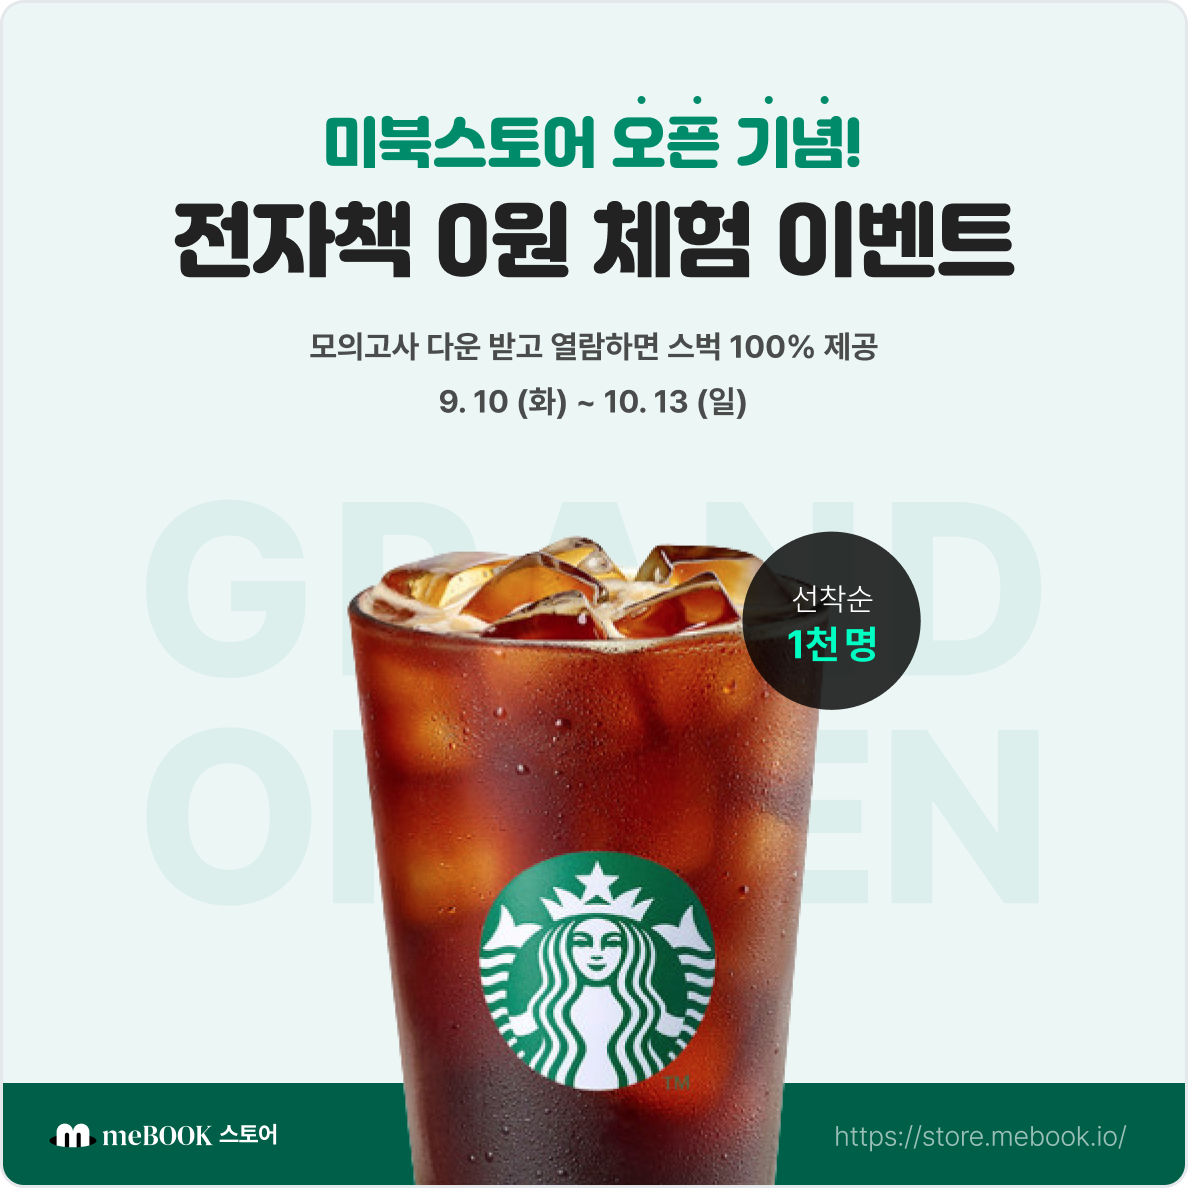 미북스토어 오픈 기념!
전자책 0원 체험 이벤트
모의고사 다운 받고 열람하면 스벅 100% 제공
9. 10 (화) ~ 10. 13 (일)
GRAND
OPEN
선착순
1천 명
TM
meBOOK 스토어
https://store.mebook.io/